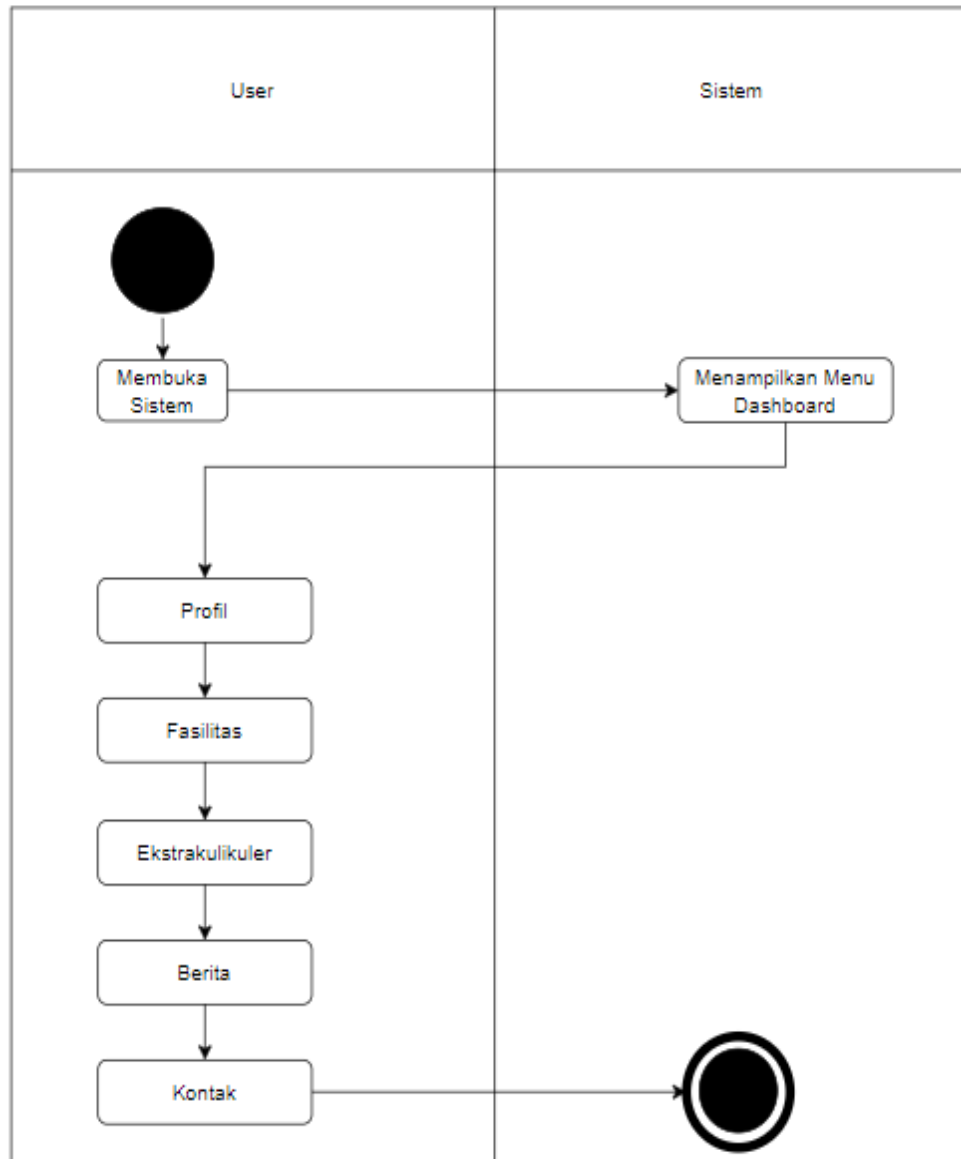 User
Sistem
Membuka
Sistem
Menampilkan Menu
Dashboard
Profil
Fasilitas
Ekstrakulikuler
Berita
Kontak